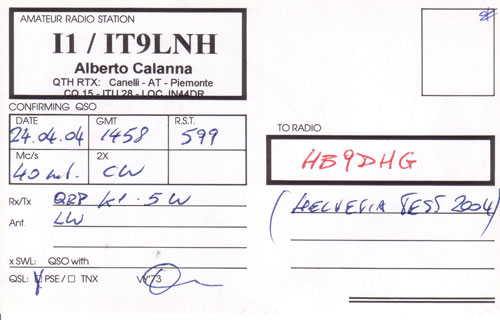 AMATEUR RADIO STATION
I1 / IT9LNH
Alberto Calanna
QTH RTX: Canelli - AT - Piemonte
CQ 15 - ITU 28 - LOC JN44DR
CONFIRMING QSO
DATE GMT R.S.T.
24.04.04 1458 599
Mc/s 2X
40 mt. CW
Rx/Tx QRP K1 - 5W
Ant. LW
x SWL: QSO with
QSL: ☑ PSE / ☐ TNX VY'73
TO RADIO
HB9DHG
(HELVETIA TEST 2004)